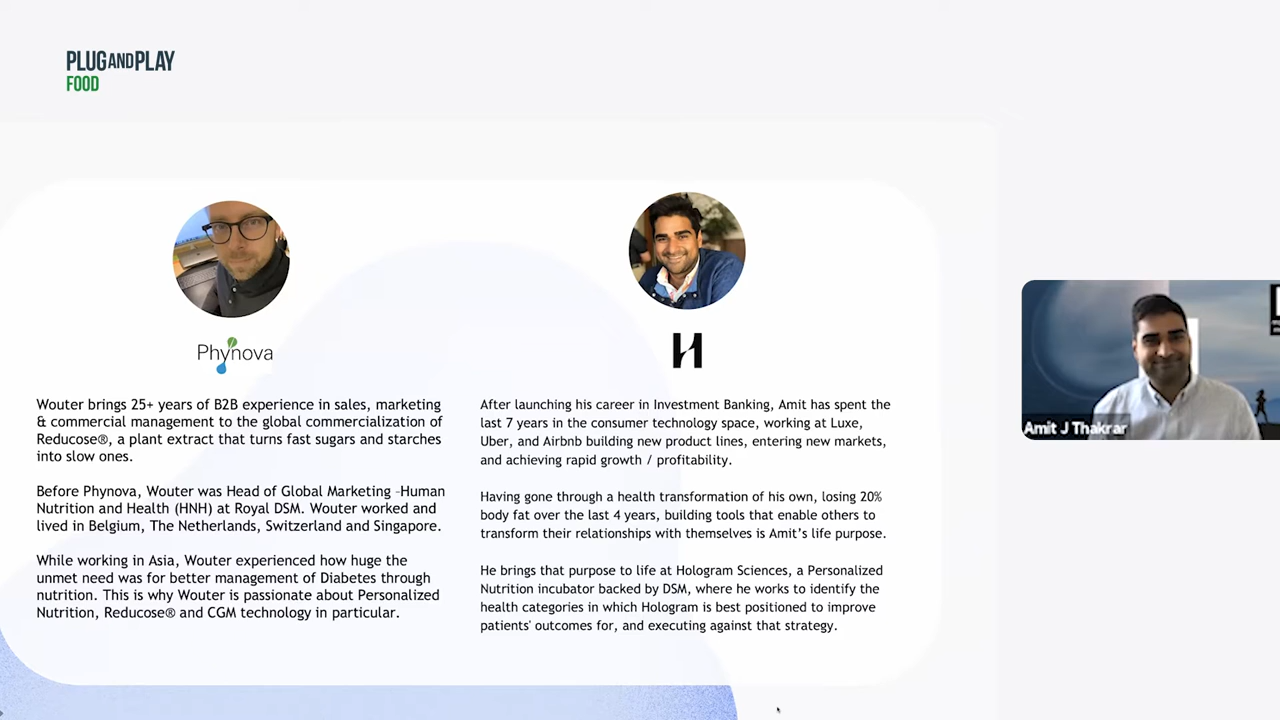 PLUGANDPLAY
FOOD
Phynova
Wouter brings 25+ years of B2B experience in sales, marketing
& commercial management to the global commercialization of
Reducose®, a plant extract that turns fast sugars and starches
into slow ones.
Before Phynova, Wouter was Head of Global Marketing -Human
Nutrition and Health (HNH) at Royal DSM. Wouter worked and
lived in Belgium, The Netherlands, Switzerland and Singapore.
While working in Asia, Wouter experienced how huge the
unmet need was for better management of Diabetes through
nutrition. This is why Wouter is passionate about Personalized
Nutrition, Reducose® and CGM technology in particular.
H
After launching his career in Investment Banking, Amit has spent the
last 7 years in the consumer technology space, working at Luxe,
Uber, and Airbnb building new product lines, entering new markets,
and achieving rapid growth / profitability.
Having gone through a health transformation of his own, losing 20%
body fat over the last 4 years, building tools that enable others to
transform their relationships with themselves is Amit's life purpose.
He brings that purpose to life at Hologram Sciences, a Personalized
Nutrition incubator backed by DSM, where he works to identify the
health categories in which Hologram is best positioned to improve
patients' outcomes for, and executing against that strategy.
Amit J Thakrar